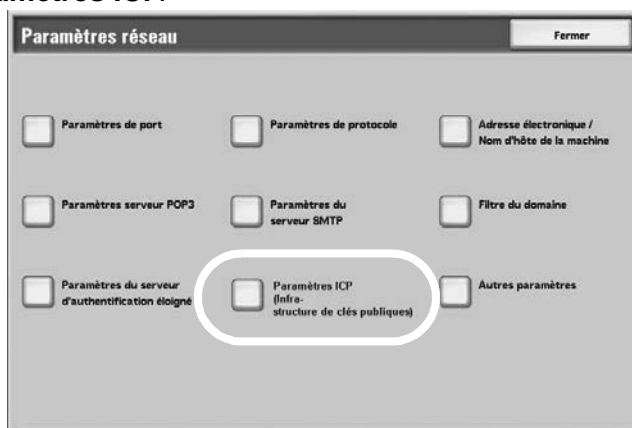 Paramètres réseau
Fermer
Paramètres de port
Paramètres de protocole
Adresse électronique /
Nom d'hôte de la machine
Paramètres serveur POP3
Paramètres du
serveur SMTP
Filtre du domaine
Paramètres du serveur
d'authentification éloigné
Paramètres ICP
(Infra-
structure de clés publiques)
Autres paramètres